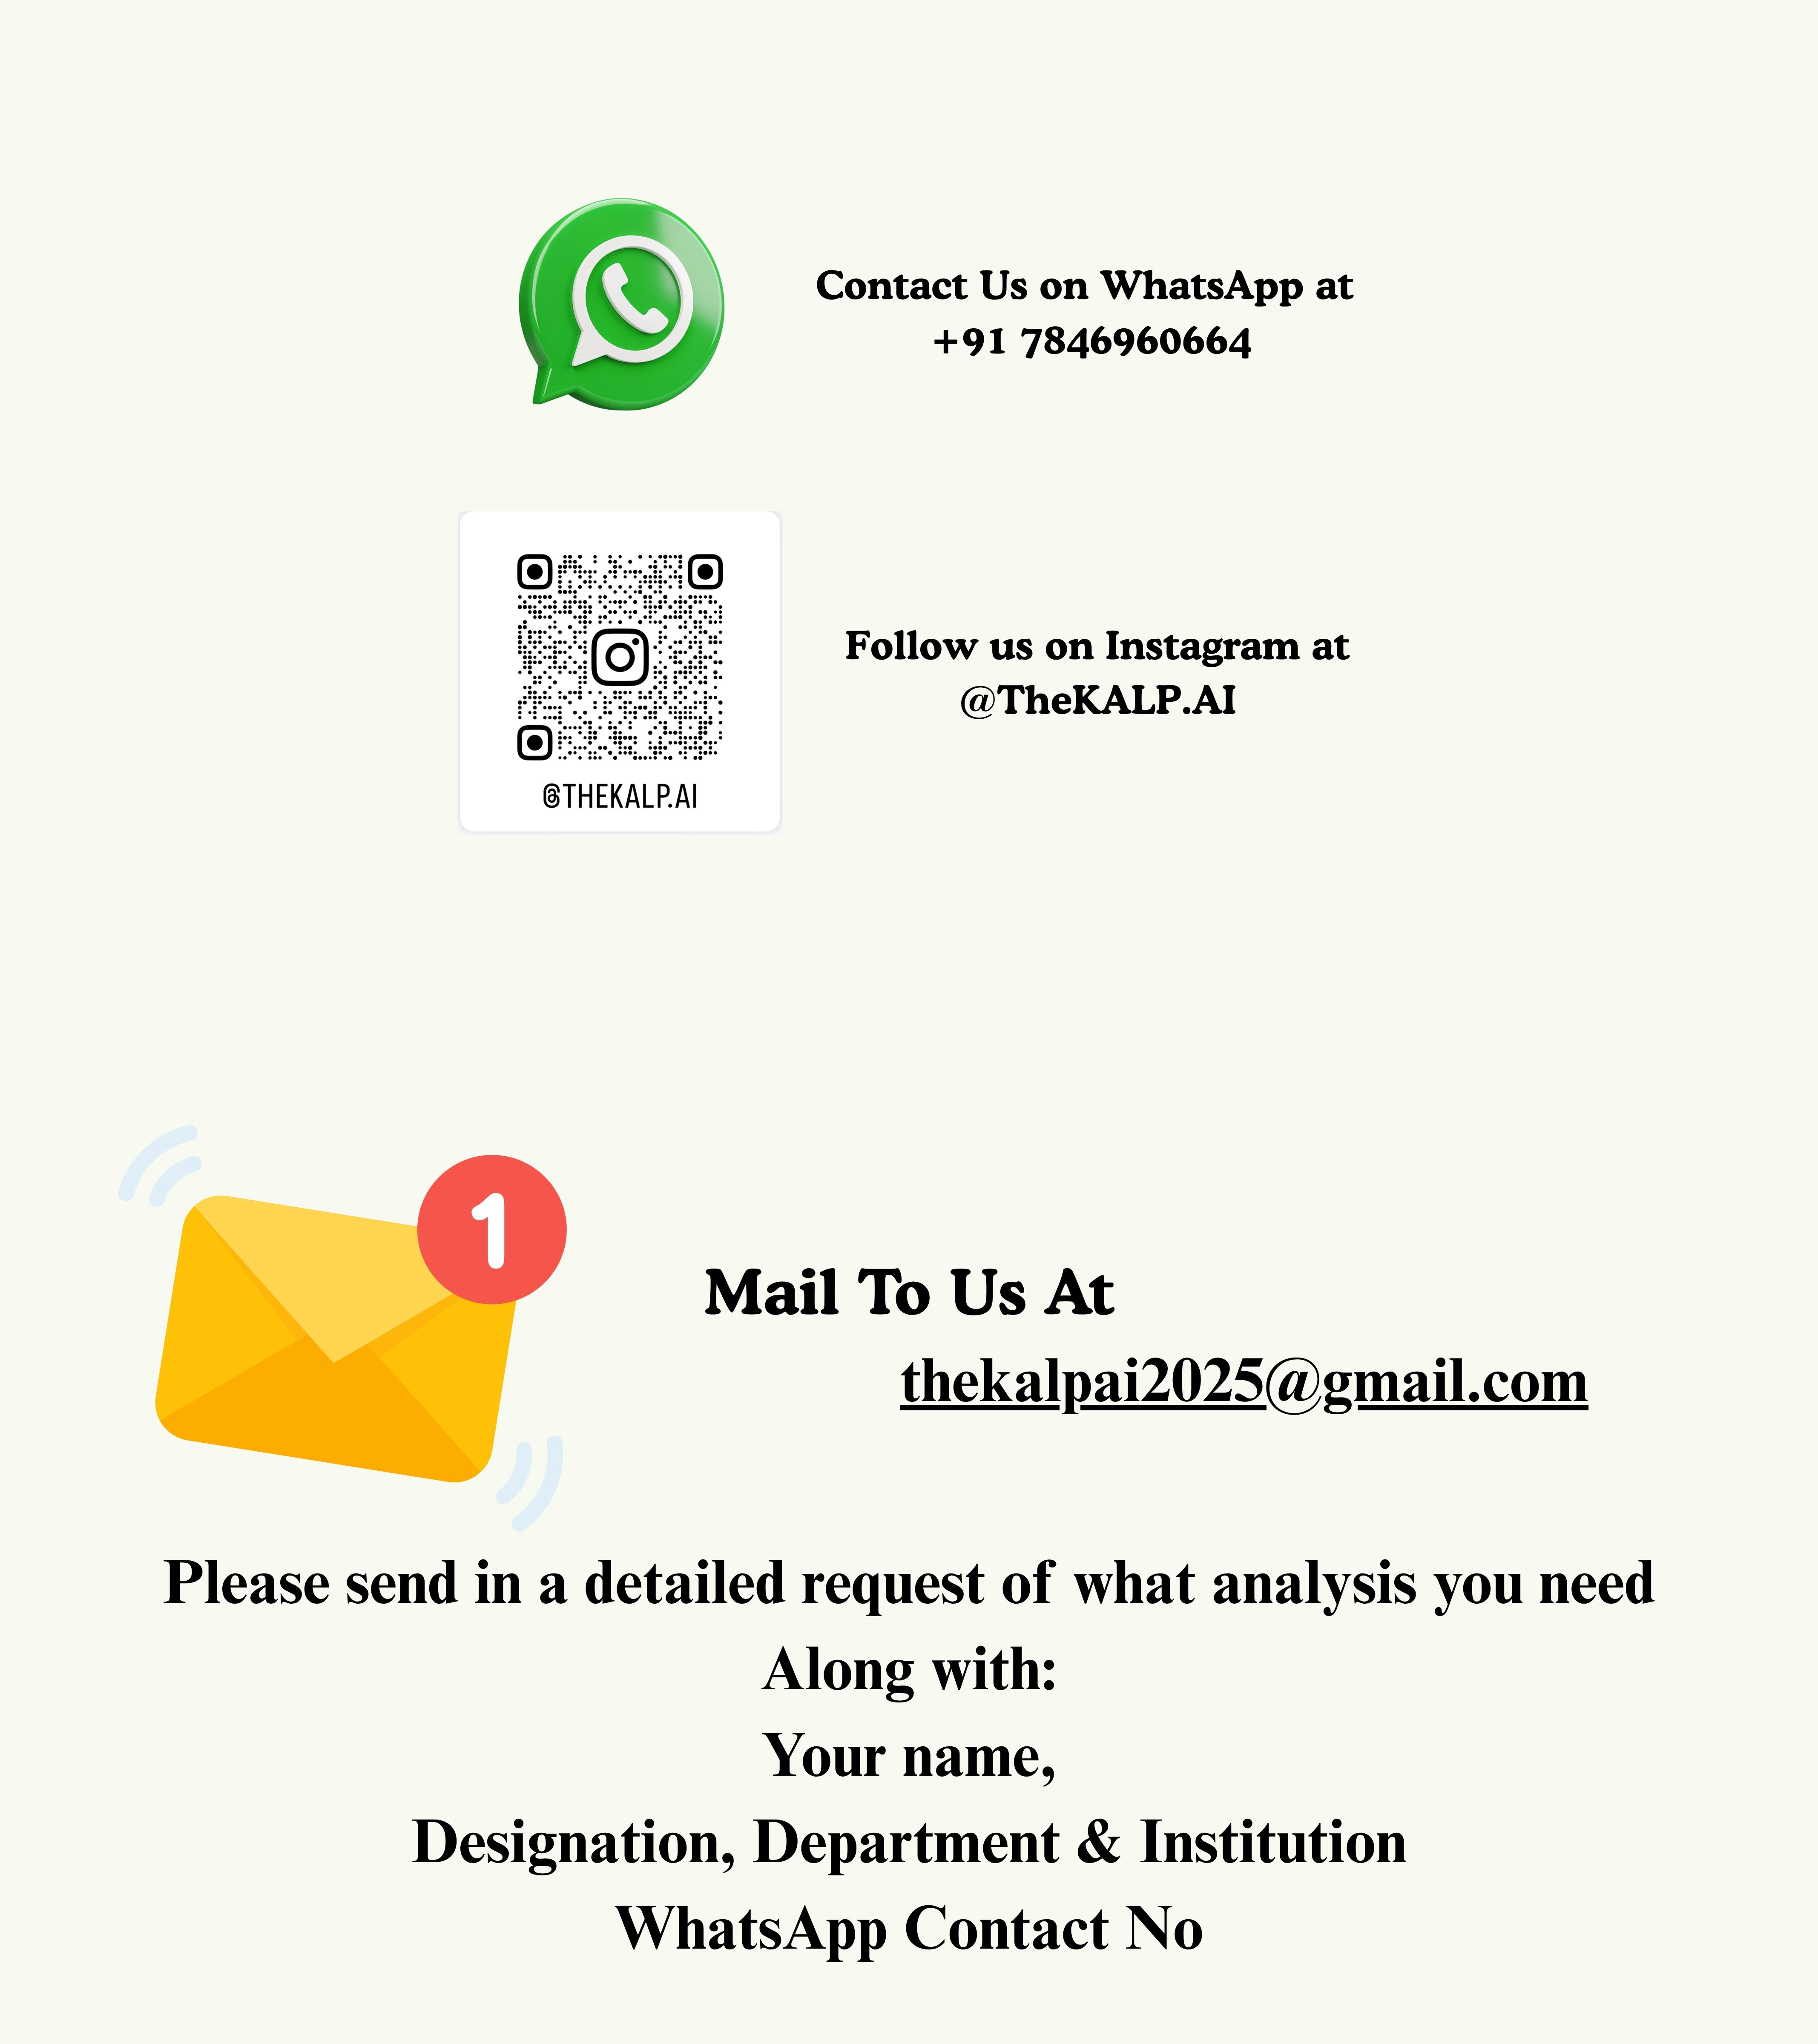 Contact Us on WhatsApp at
+91 7846960664
@THEKALP.AI
Follow us on Instagram at
@TheKALP.AI
1
Mail To Us At
thekalpai2025@gmail.com
Please send in a detailed request of what analysis you need
Along with:
Your name,
Designation, Department & Institution
WhatsApp Contact No